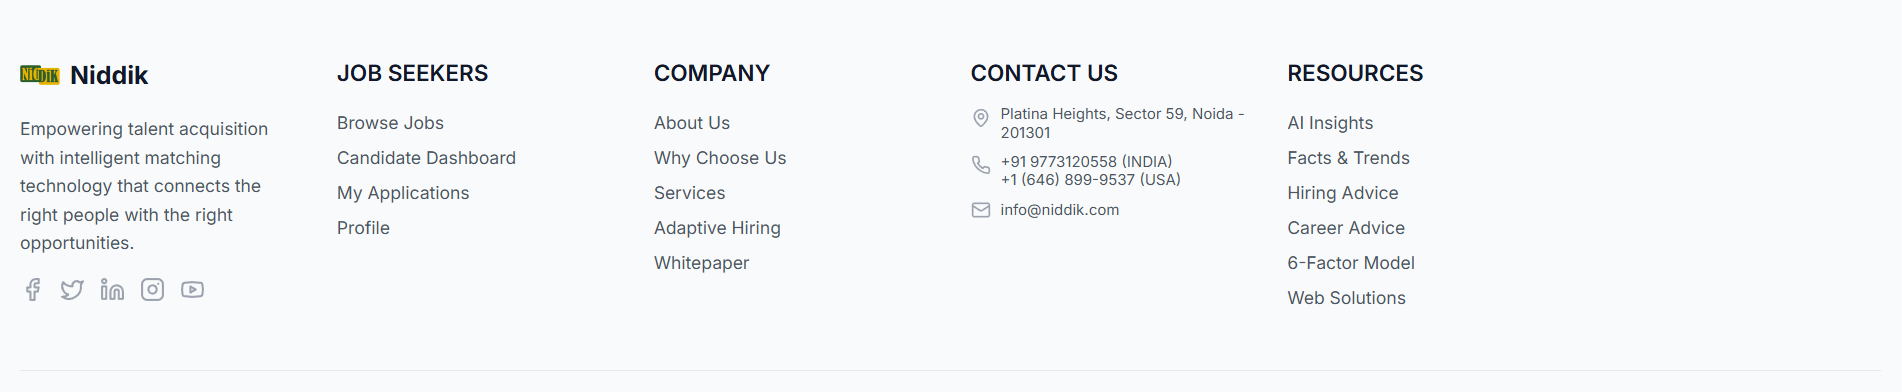 NiDDiK Niddik
Empowering talent acquisition
with intelligent matching
technology that connects the
right people with the right
opportunities.
JOB SEEKERS
Browse Jobs
Candidate Dashboard
My Applications
Profile
COMPANY
About Us
Why Choose Us
Services
Adaptive Hiring
Whitepaper
CONTACT US
Platina Heights, Sector 59, Noida -
201301
+91 9773120558 (INDIA)
+1 (646) 899-9537 (USA)
info@niddik.com
RESOURCES
AI Insights
Facts & Trends
Hiring Advice
Career Advice
6-Factor Model
Web Solutions